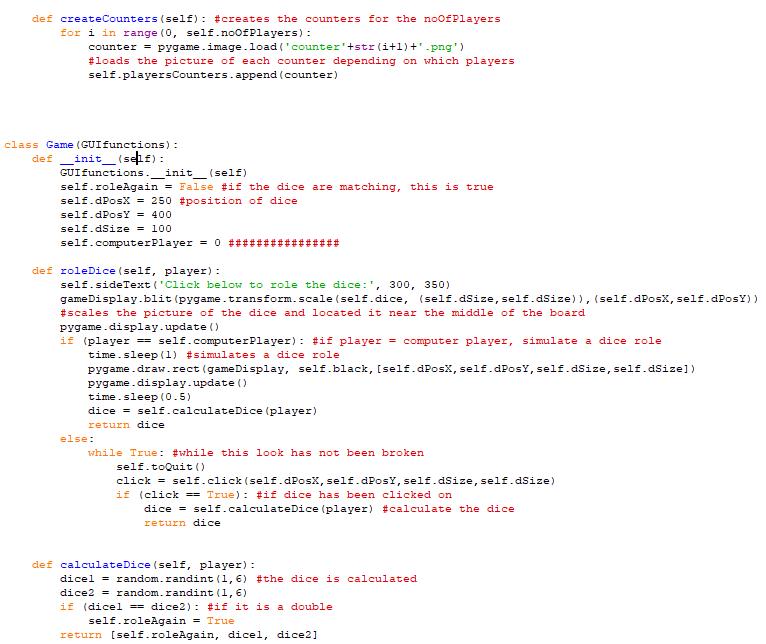 def createCounters(self): #creates the counters for the noOfPlayers
for i in range(0, self.noOfPlayers):
counter = pygame.image.load('counter'+str(i+1)+'.png')
#loads the picture of each counter depending on which players
self.playersCounters.append(counter)
class Game(GUIfunctions):
def __init__(self):
GUIfunctions.__init__(self)
self.roleAgain = False #if the dice are matching, this is true
self.dPosX = 250 #position of dice
self.dPosY = 400
self.dSize = 100
self.computerPlayer = 0 ################
def roleDice(self, player):
self.sideText('Click below to role the dice:', 300, 350)
gameDisplay.blit(pygame.transform.scale(self.dice, (self.dSize,self.dSize)),(self.dPosX,self.dPosY))
#scales the picture of the dice and located it near the middle of the board
pygame.display.update()
if (player == self.computerPlayer): #if player = computer player, simulate a dice role
time.sleep(1) #simulates a dice role
pygame.draw.rect(gameDisplay, self.black,[self.dPosX,self.dPosY,self.dSize,self.dSize])
pygame.display.update()
time.sleep(0.5)
dice = self.calculateDice(player)
return dice
else:
while True: #while this look has not been broken
self.toQuit()
click = self.click(self.dPosX,self.dPosY,self.dSize,self.dSize)
if (click == True): #if dice has been clicked on
dice = self.calculateDice(player) #calculate the dice
return dice
def calculateDice(self, player):
dice1 = random.randint(1,6) #the dice is calculated
dice2 = random.randint(1,6)
if (dice1 == dice2): #if it is a double
self.roleAgain = True
return [self.roleAgain, dice1, dice2]